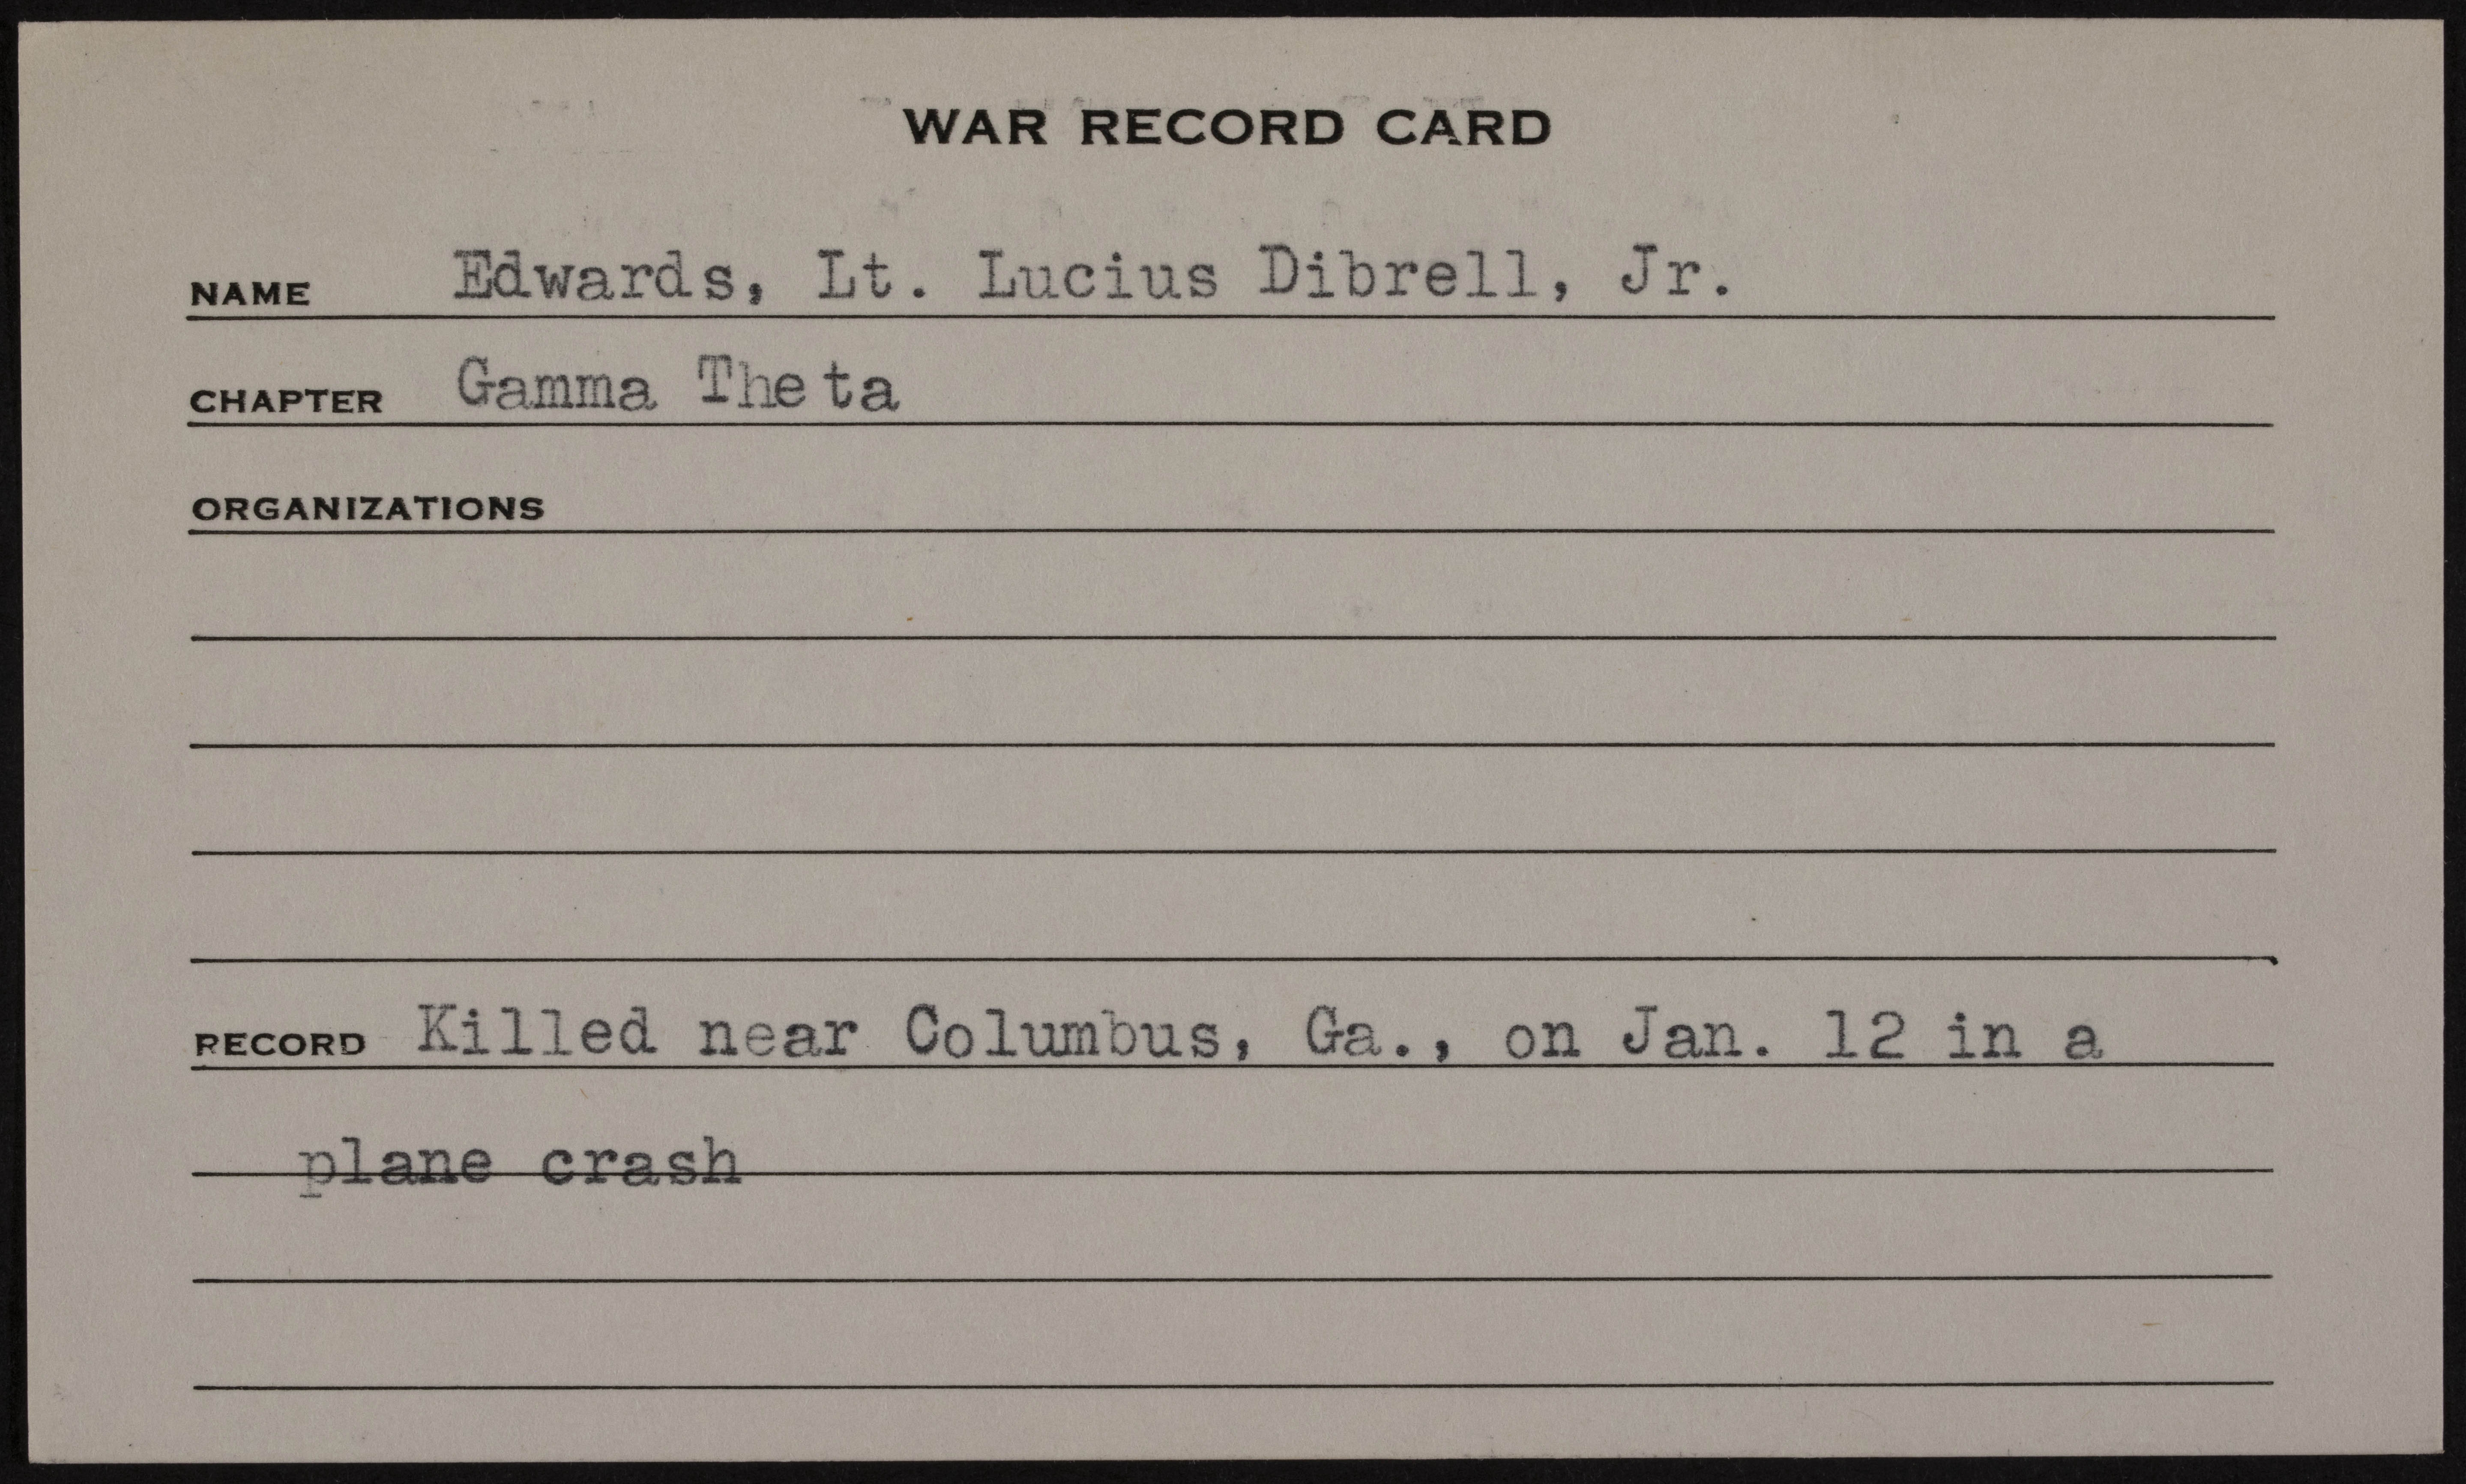 WAR RECORD CARD
NAME Edwards, Lt. Lucius Dibrell, Jr.
CHAPTER Gamma Theta
ORGANIZATIONS
RECORD Killed near Columbus, Ga., on Jan. 12 in a
plane crash